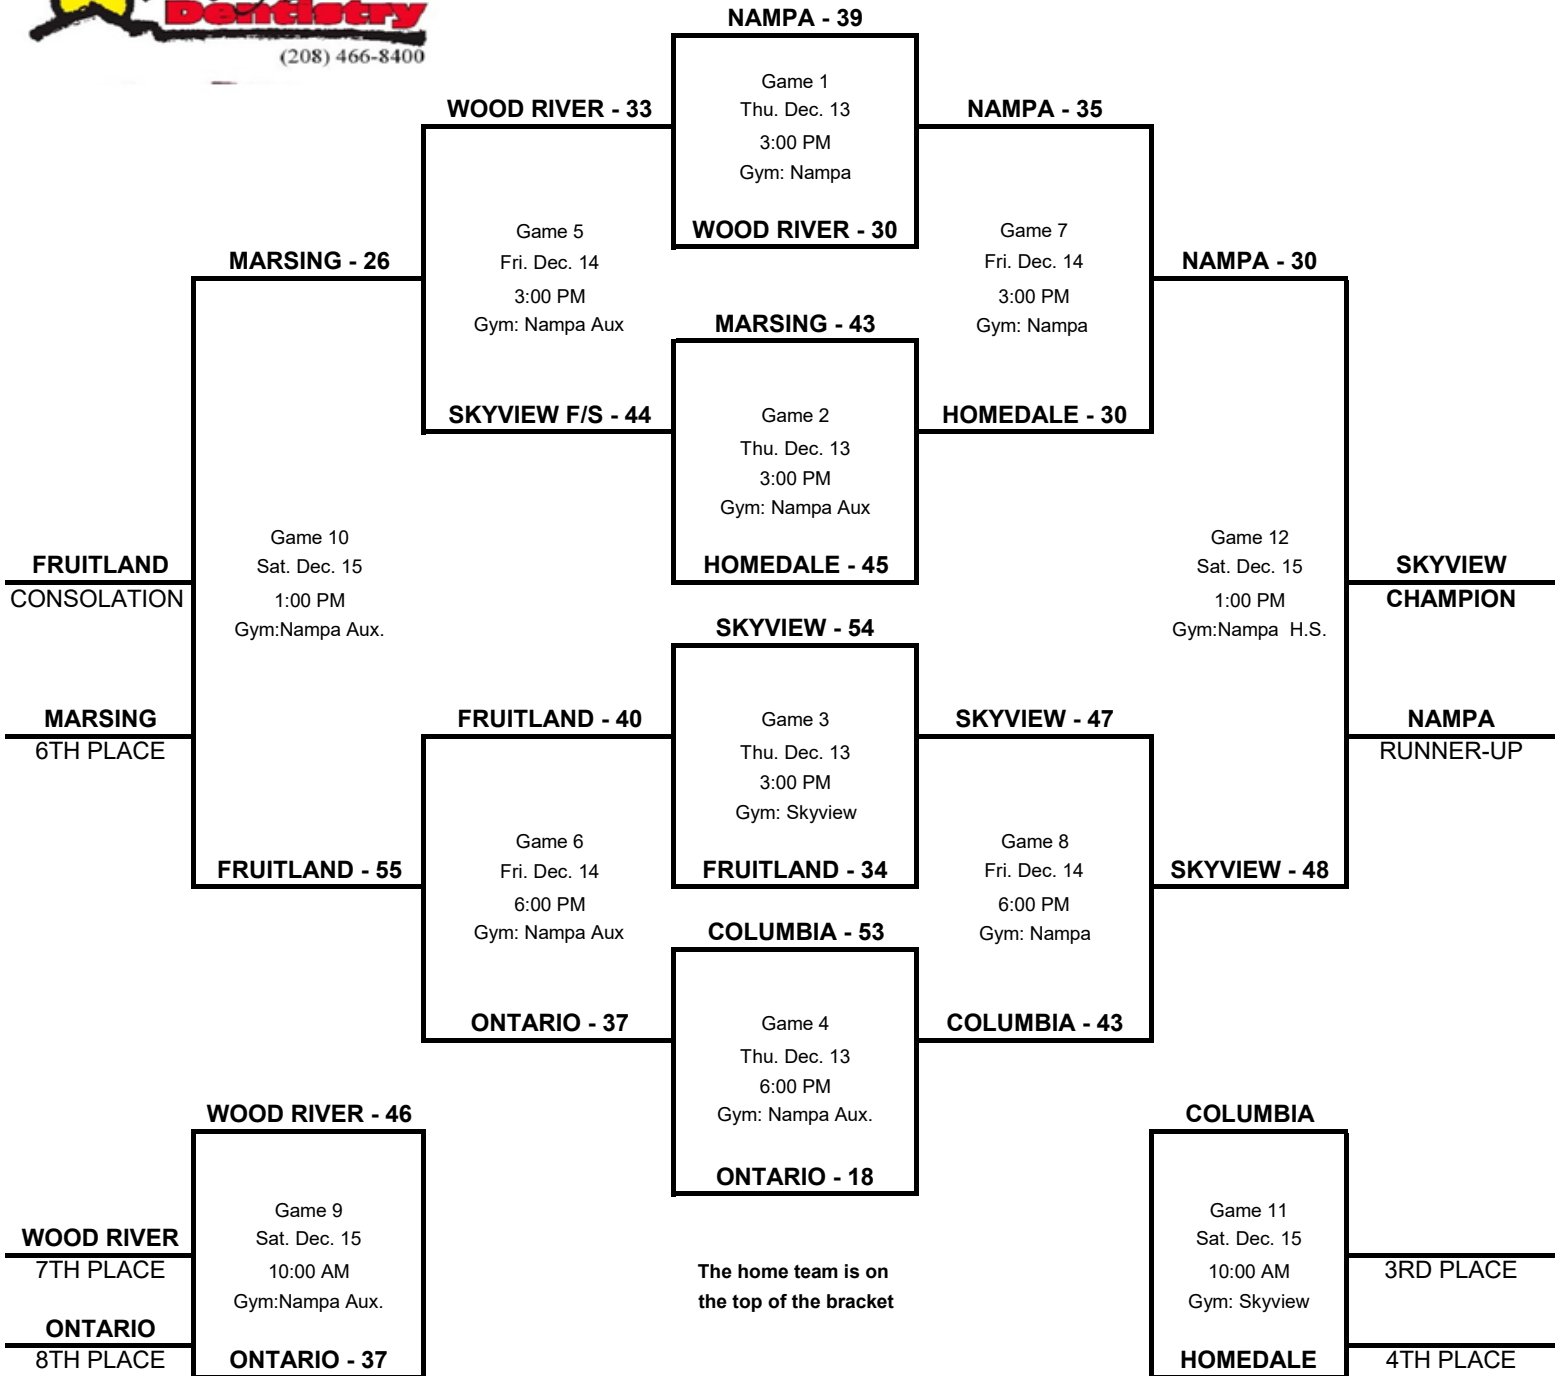 Dentistry
(208) 466-8400
NAMPA - 39
Game 1
Thu. Dec. 13
3:00 PM
Gym: Nampa
WOOD RIVER - 30
WOOD RIVER - 33
Game 5
Fri. Dec. 14
3:00 PM
Gym: Nampa Aux
SKYVIEW F/S - 44
NAMPA - 35
Game 7
Fri. Dec. 14
3:00 PM
Gym: Nampa
HOMEDALE - 30
MARSING - 26
Game 10
Sat. Dec. 15
1:00 PM
Gym:Nampa Aux.
FRUITLAND - 55
MARSING - 43
Game 2
Thu. Dec. 13
3:00 PM
Gym: Nampa Aux
HOMEDALE - 45
NAMPA - 30
Game 12
Sat. Dec. 15
1:00 PM
Gym:Nampa H.S.
SKYVIEW - 48
FRUITLAND
CONSOLATION
MARSING
6TH PLACE
SKYVIEW
CHAMPION
NAMPA
RUNNER-UP
SKYVIEW - 54
Game 3
Thu. Dec. 13
3:00 PM
Gym: Skyview
FRUITLAND - 34
FRUITLAND - 40
Game 6
Fri. Dec. 14
6:00 PM
Gym: Nampa Aux
ONTARIO - 37
SKYVIEW - 47
Game 8
Fri. Dec. 14
6:00 PM
Gym: Nampa
COLUMBIA - 43
COLUMBIA - 53
Game 4
Thu. Dec. 13
6:00 PM
Gym: Nampa Aux.
ONTARIO - 18
WOOD RIVER - 46
Game 9
Sat. Dec. 15
10:00 AM
Gym:Nampa Aux.
ONTARIO - 37
WOOD RIVER
7TH PLACE
ONTARIO
8TH PLACE
The home team is on
the top of the bracket
COLUMBIA
Game 11
Sat. Dec. 15
10:00 AM
Gym: Skyview
HOMEDALE
3RD PLACE
4TH PLACE